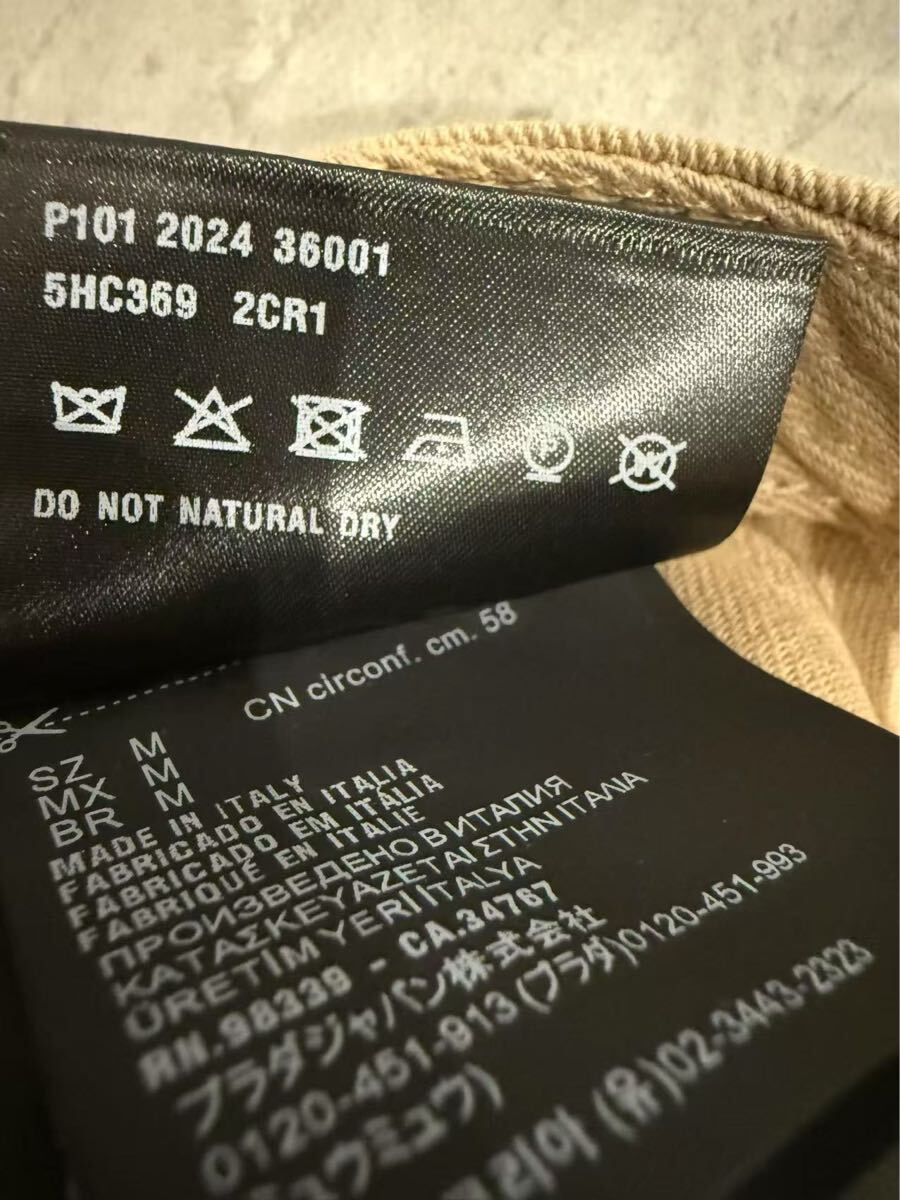 P101 2024 36001
5HC369 2CR1
DO NOT NATURAL DRY
CN circonf. cm. 58
SZ M
MX M
BR M
MADE IN ITALY
FABRICADO EN ITALIA
FABRICADO EM ITÁLIA
FABRIQUÉ EN ITALIE
ПРОИЗВЕДЕНО В ИТАЛИЯ
ΚΑΤΑΣΚΕΥΑΖΕΤΑΙ ΣΤΗΝ ΙΤΑΛΙΑ
ÜRETİM YERİ İTALYA
RN.98339 - CA.34767
プラダジャパン株式会社
0120-451-913 (プラダ)0120-451-993
ミュウミュウ)
리아 (유)02-3443-2323